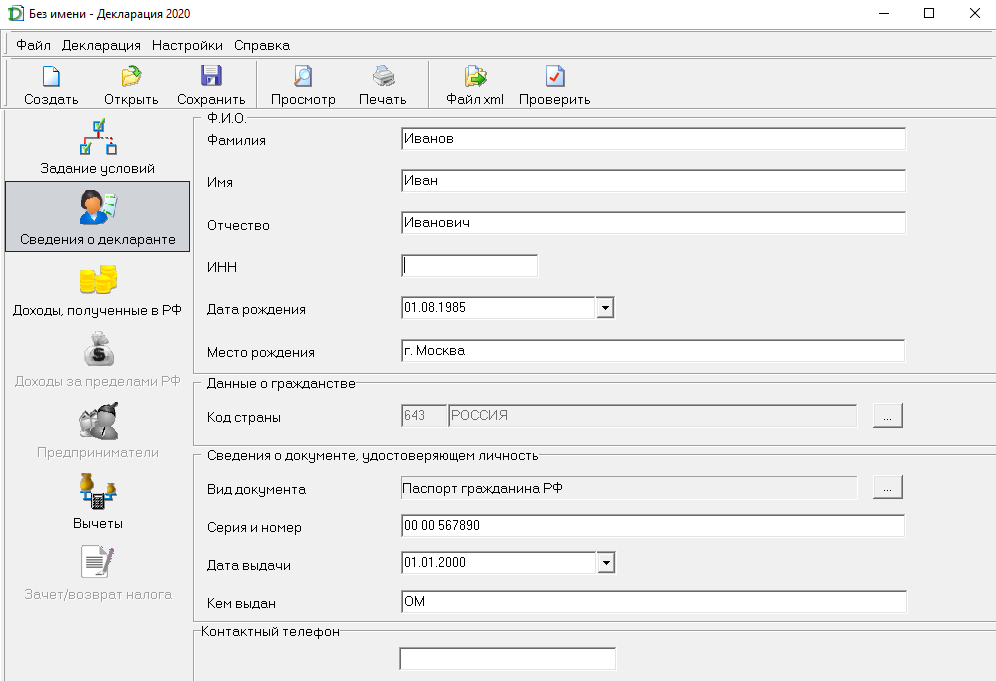 Без имени - Декларация 2020
Файл Декларация Настройки Справка
Создать Открыть Сохранить Просмотр Печать Файл xml Проверить
Задание условий
Сведения о декларанте
Доходы, полученные в РФ
Доходы за пределами РФ
Предприниматели
Вычеты
Зачет/возврат налога
Ф.И.О.
Фамилия Иванов
Имя Иван
Отчество Иванович
ИНН
Дата рождения 01.08.1985
Место рождения г. Москва
Данные о гражданстве
Код страны 643 РОССИЯ ...
Сведения о документе, удостоверяющем личность
Вид документа Паспорт гражданина РФ ...
Серия и номер 00 00 567890
Дата выдачи 01.01.2000
Кем выдан ОМ
Контактный телефон